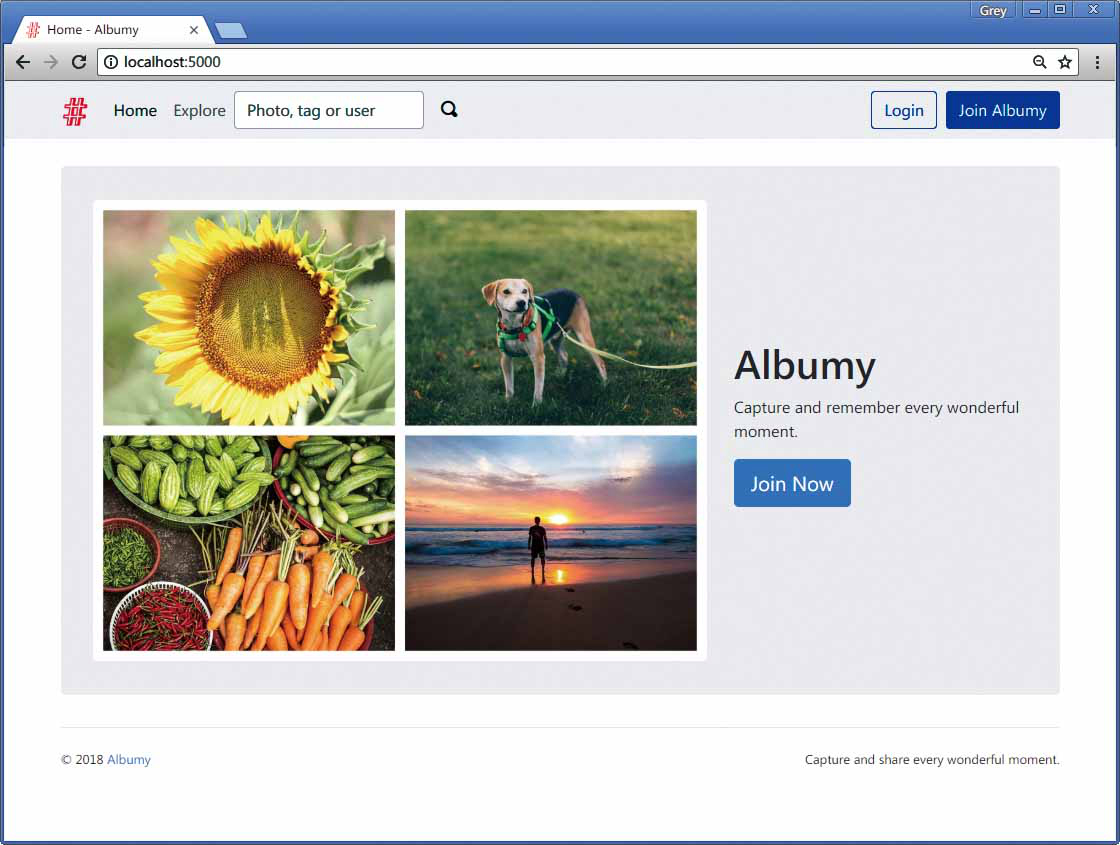 Grey
Home - Albumy
localhost:5000
Home Explore Photo, tag or user Login Join Albumy
Albumy
Capture and remember every wonderful
moment.
Join Now
© 2018 Albumy
Capture and share every wonderful moment.